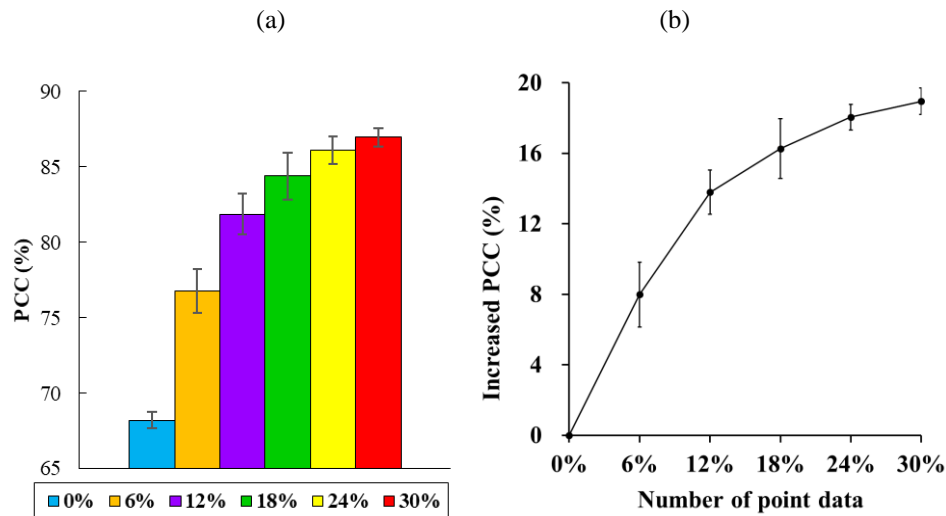 (a)
(b)
90
85
80
75
70
65
PCC (%)
0% 6% 12% 18% 24% 30%
20
16
12
8
4
0
Increased PCC (%)
0% 6% 12% 18% 24% 30%
Number of point data